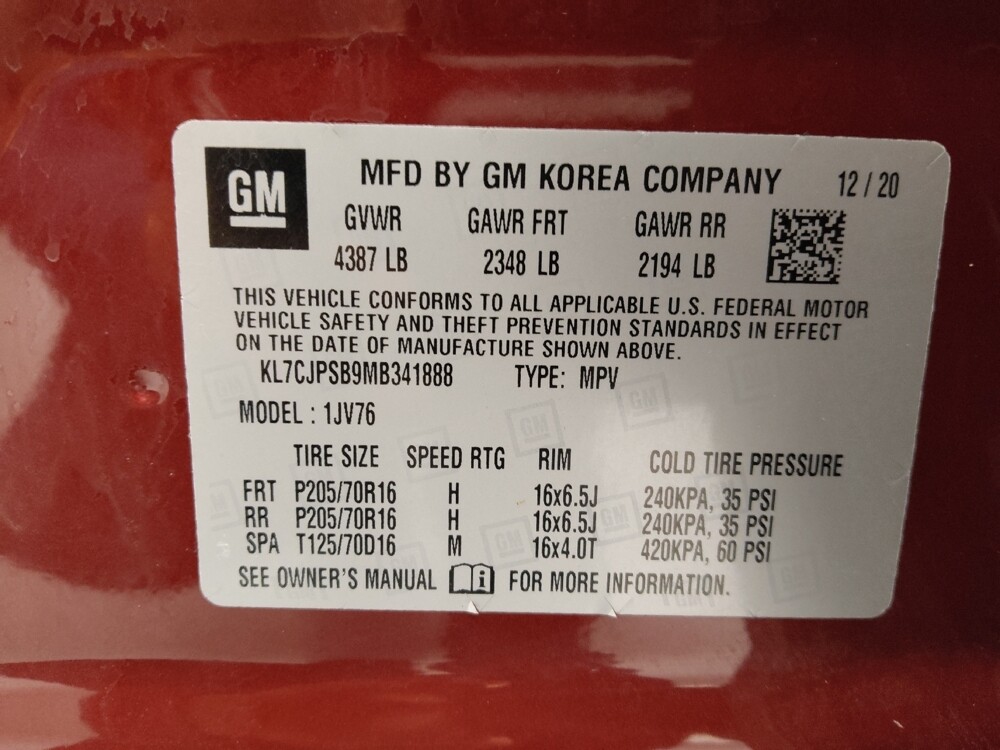 GM MFD BY GM KOREA COMPANY 12 / 20
GVWR GAWR FRT GAWR RR
4387 LB 2348 LB 2194 LB
THIS VEHICLE CONFORMS TO ALL APPLICABLE U.S. FEDERAL MOTOR
VEHICLE SAFETY AND THEFT PREVENTION STANDARDS IN EFFECT
ON THE DATE OF MANUFACTURE SHOWN ABOVE.
KL7CJPSB9MB341888 TYPE: MPV
MODEL : 1JV76
TIRE SIZE SPEED RTG RIM COLD TIRE PRESSURE
FRT P205/70R16 H 16x6.5J 240KPA, 35 PSI
RR P205/70R16 H 16x6.5J 240KPA, 35 PSI
SPA T125/70D16 M 16x4.0T 420KPA, 60 PSI
SEE OWNER'S MANUAL i FOR MORE INFORMATION.